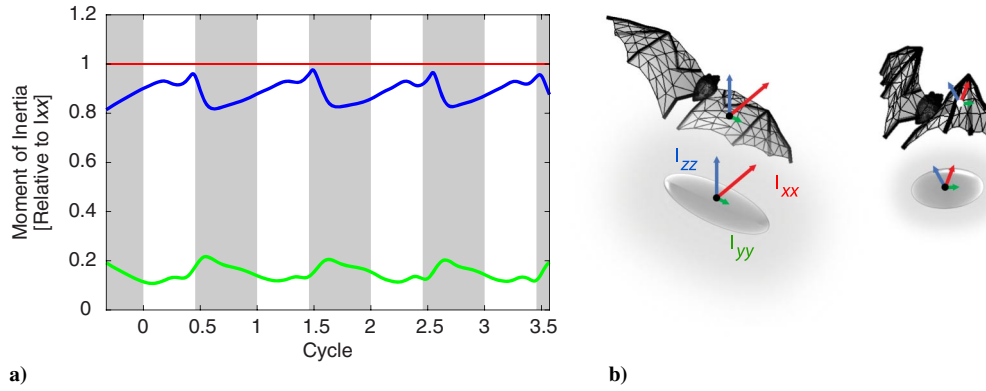 Moment of Inertia
[Relative to Ixx]
1.2
1
0.8
0.6
0.4
0.2
0
0 0.5 1 1.5 2 2.5 3 3.5
Cycle
a)
Izz
Ixx
Iyy
b)